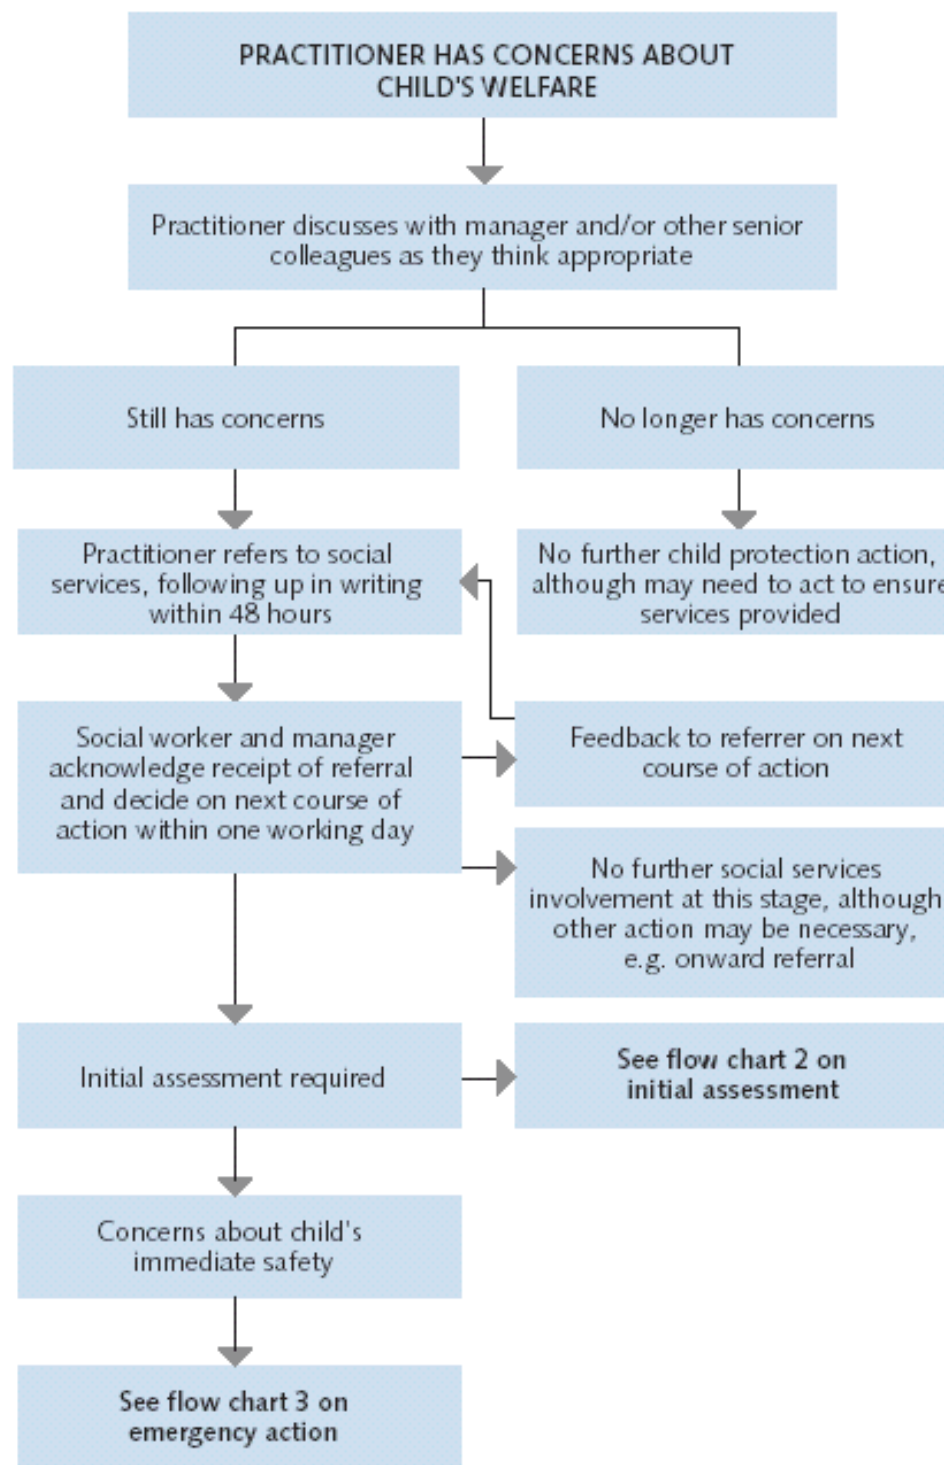 PRACTITIONER HAS CONCERNS ABOUT
CHILD'S WELFARE
Practitioner discusses with manager and/or other senior
colleagues as they think appropriate
Still has concerns
No longer has concerns
Practitioner refers to social
services, following up in writing
within 48 hours
No further child protection action,
although may need to act to ensure
services provided
Social worker and manager
acknowledge receipt of referral
and decide on next course of
action within one working day
Feedback to referrer on next
course of action
No further social services
involvement at this stage, although
other action may be necessary,
e.g. onward referral
Initial assessment required
See flow chart 2 on
initial assessment
Concerns about child's
immediate safety
See flow chart 3 on
emergency action